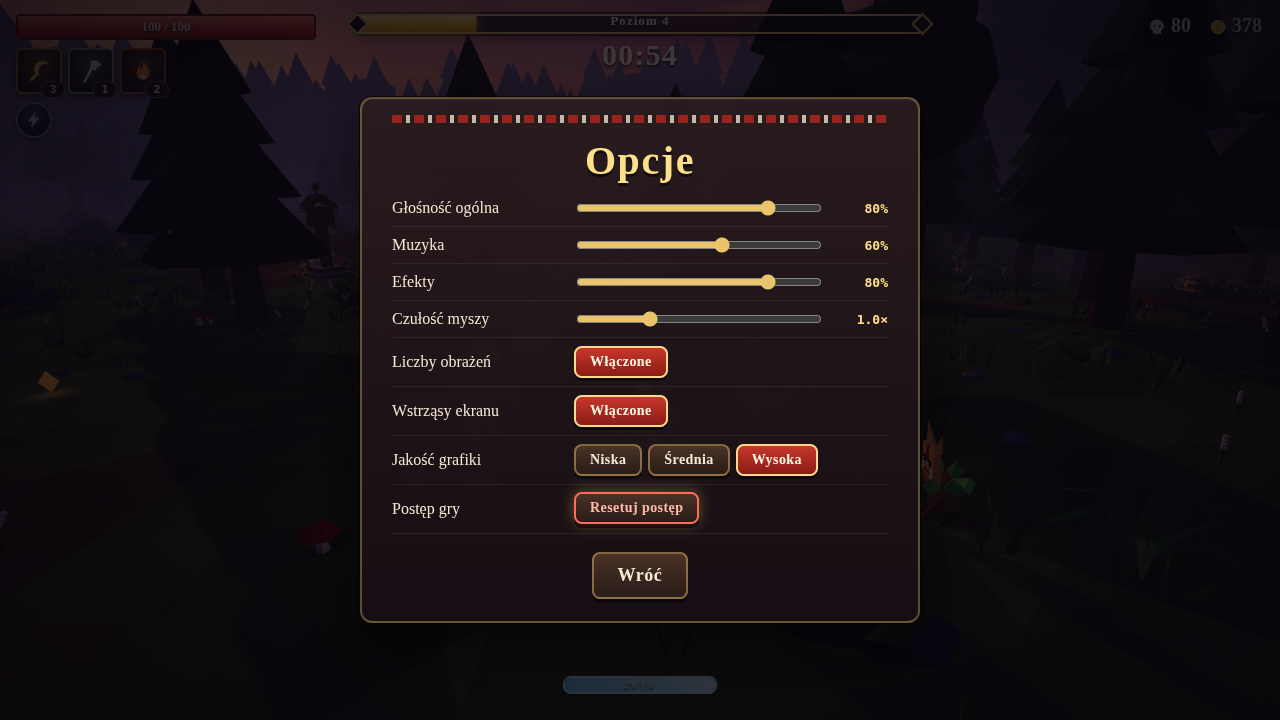 100 / 100
Poziom 4
80
378
00:54
3
1
2
Opcje
Głośność ogólna
80%
Muzyka
60%
Efekty
80%
Czułość myszy
1.0×
Liczby obrażeń
Włączone
Wstrząsy ekranu
Włączone
Jakość grafiki
Niska
Średnia
Wysoka
Postęp gry
Resetuj postęp
Wróć